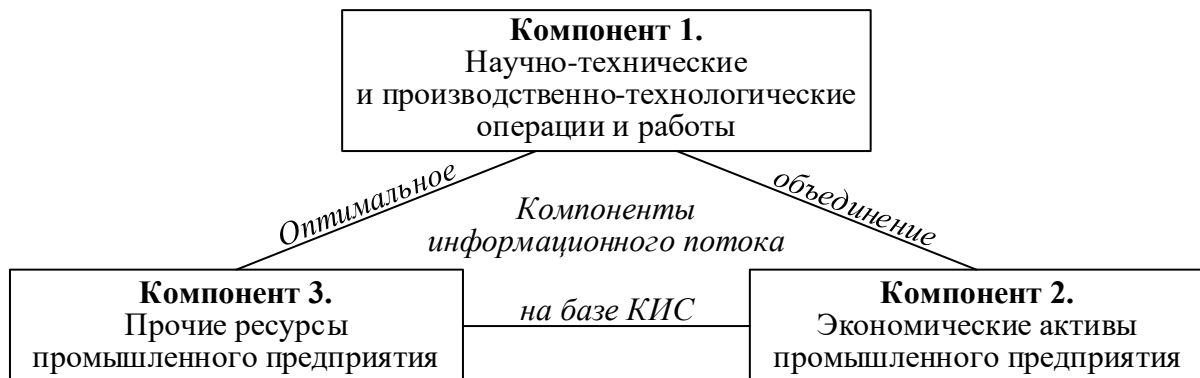 Компонент 1.
Научно-технические
и производственно-технологические
операции и работы
Оптимальное
объединение
Компоненты
информационного потока
Компонент 3.
Прочие ресурсы
промышленного предприятия
на базе КИС
Компонент 2.
Экономические активы
промышленного предприятия